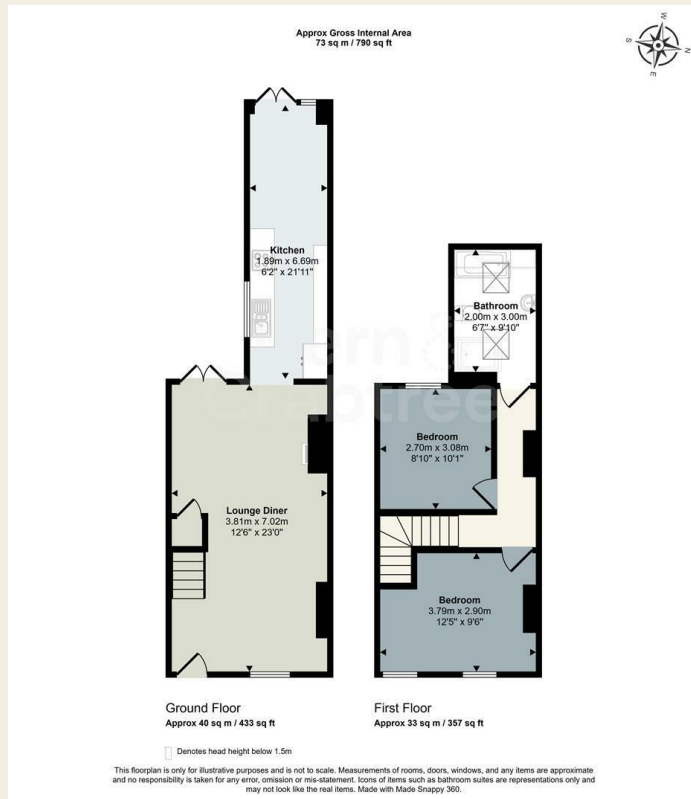 Approx Gross Internal Area
73 sq m / 790 sq ft
W
S
N
E
Kitchen
1.89m x 6.69m
6'2" x 21'11"
Bathroom
2.00m x 3.00m
6'7" x 9'10"
Crabtree
Bedroom
2.70m x 3.08m
8'10" x 10'1"
Lounge Diner
3.81m x 7.02m
12'6" x 23'0"
Bedroom
3.79m x 2.90m
12'5" x 9'6"
Ground Floor
Approx 40 sq m / 433 sq ft
First Floor
Approx 33 sq m / 357 sq ft
Denotes head height below 1.5m
This floorplan is only for illustrative purposes and is not to scale. Measurements of rooms, doors, windows, and any items are approximate
and no responsibility is taken for any error, omission or mis-statement. Icons of items such as bathroom suites are representations only and
may not look like the real items. Made with Made Snappy 360.